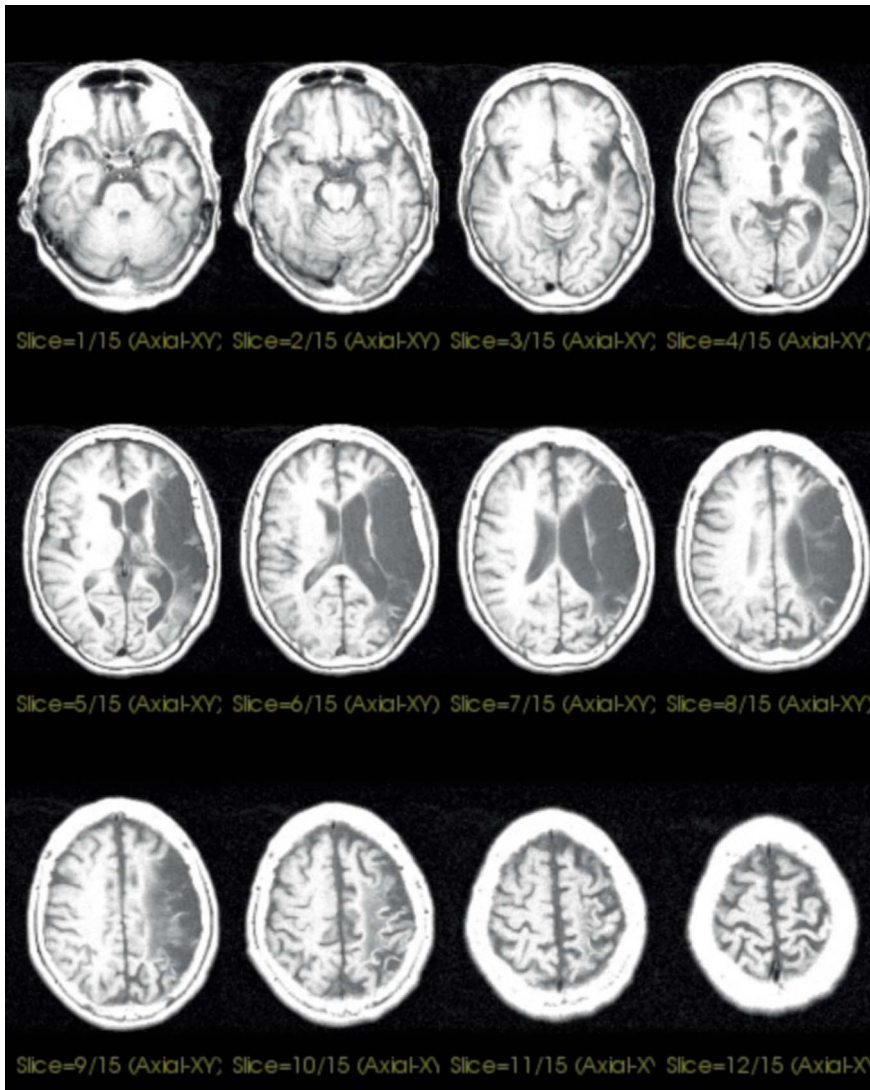 Slice=1/15 (Axial-XY; Slice=2/15 (Axial-XY) Slice=3/15 (Axial-XY; Slice=4/15 (Axial-XY)
Slice=5/15 (Axial-XY; Slice=6/15 (Axial-XY) Slice=7/15 (Axial-XY; Slice=8/15 (Axial-XY)
Slice=9/15 (Axial-XY; Slice=10/15 (Axial-X\ Slice=11/15 (Axial-X\ Slice=12/15 (Axial-XY